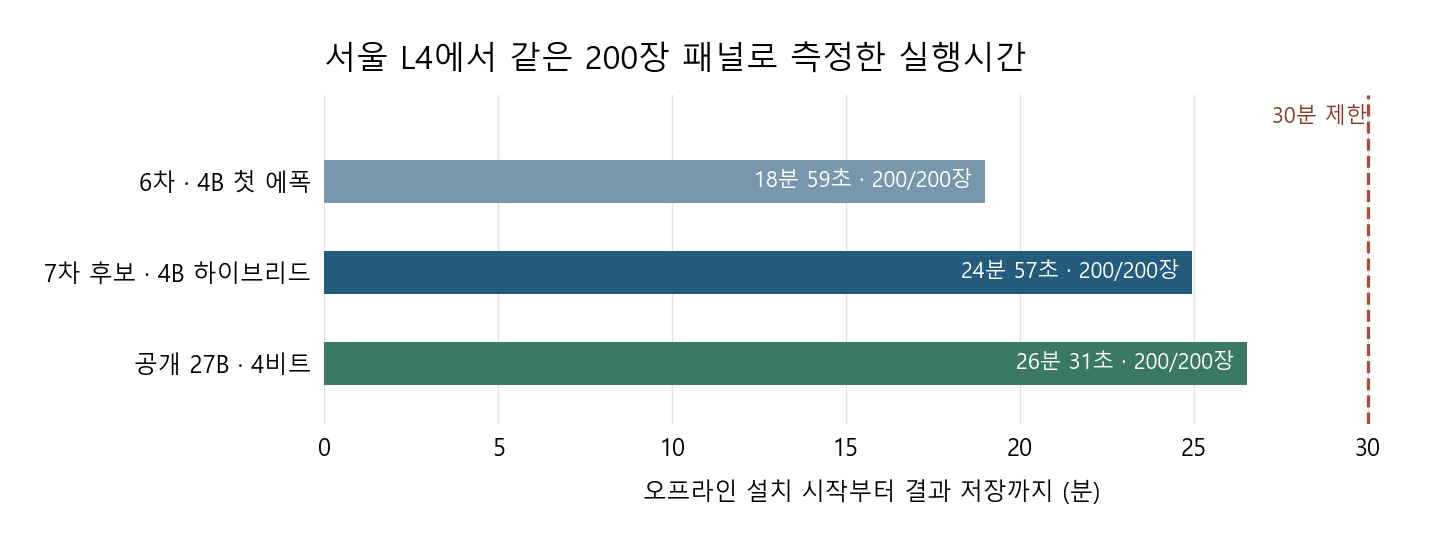 서울 L4에서 같은 200장 패널로 측정한 실행시간
30분 제한
6차 · 4B 첫 에폭
18분 59초 · 200/200장
7차 후보 · 4B 하이브리드
24분 57초 · 200/200장
공개 27B · 4비트
26분 31초 · 200/200장
0 5 10 15 20 25 30
오프라인 설치 시작부터 결과 저장까지 (분)